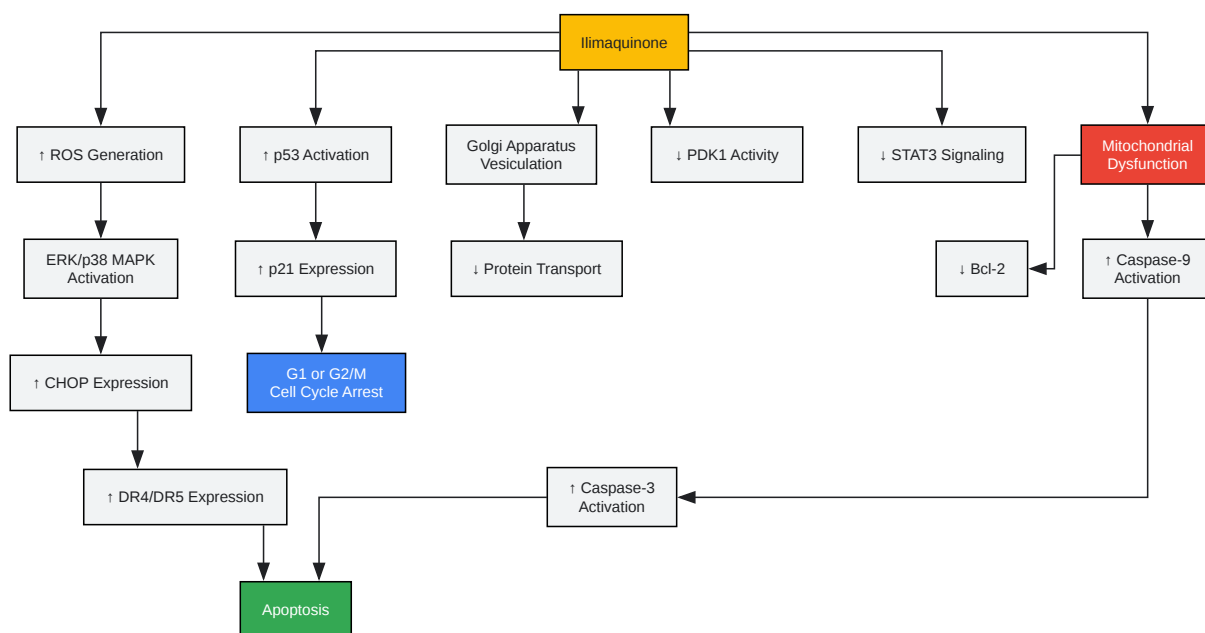 Ilimaquinone
↑ ROS Generation
↑ p53 Activation
Golgi Apparatus
Vesiculation
↓ PDK1 Activity
↓ STAT3 Signaling
Mitochondrial
Dysfunction
ERK/p38 MAPK
Activation
↑ p21 Expression
↓ Protein Transport
↓ Bcl-2
↑ Caspase-9
Activation
↑ CHOP Expression
G1 or G2/M
Cell Cycle Arrest
↑ DR4/DR5 Expression
↑ Caspase-3
Activation
Apoptosis